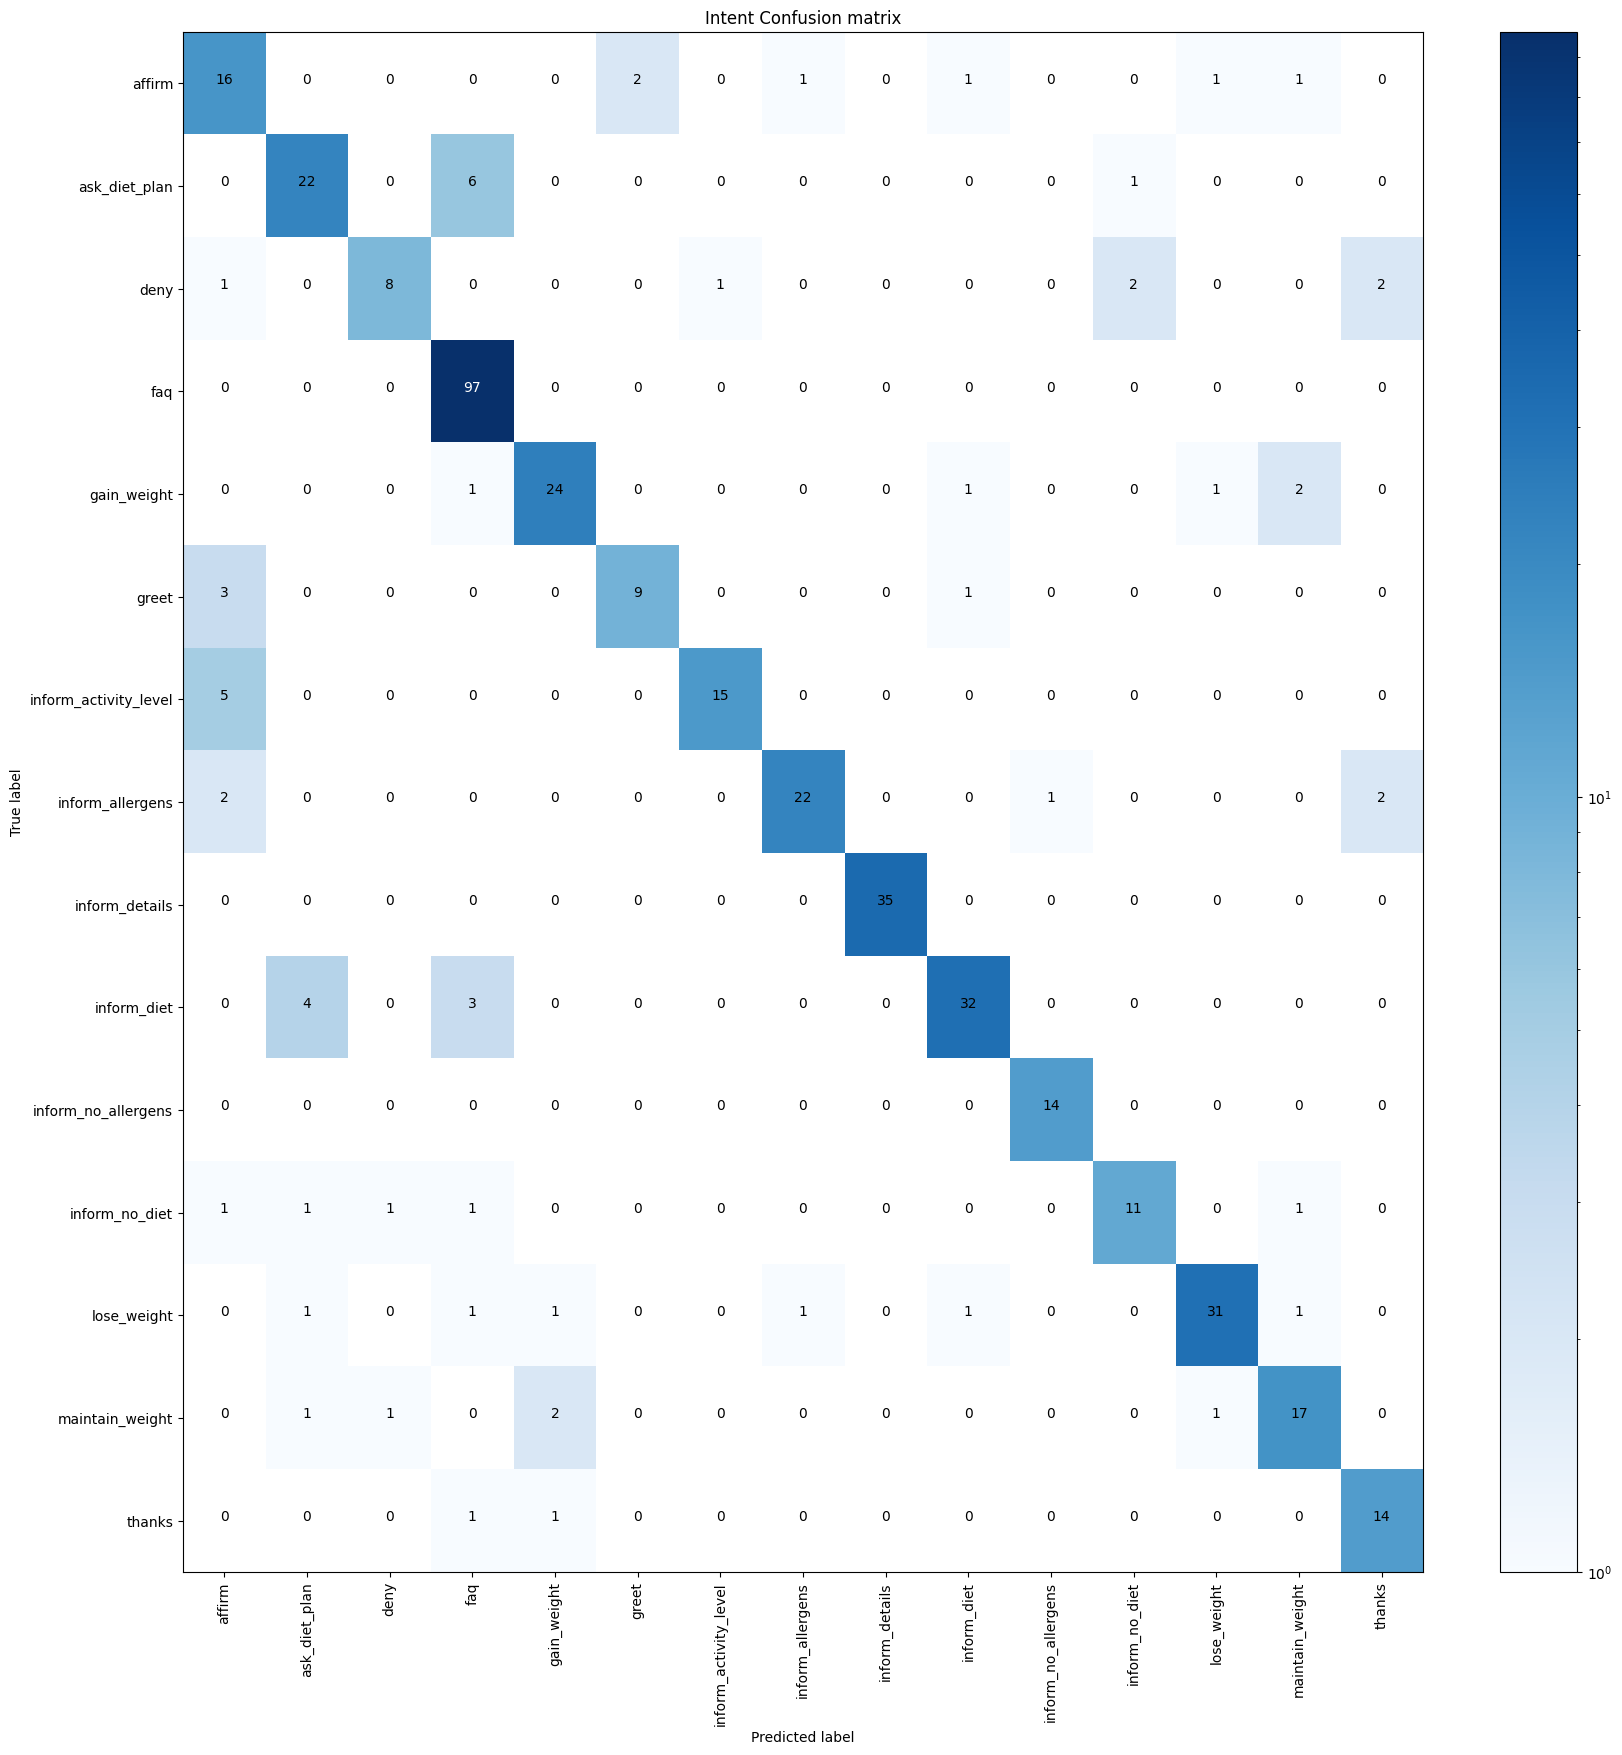 Intent Confusion matrix
affirm 16 0 0 0 0 2 0 1 0 1 0 0 1 1 0
ask_diet_plan 0 22 0 6 0 0 0 0 0 0 0 1 0 0 0
deny 1 0 8 0 0 0 1 0 0 0 0 2 0 0 2
faq 0 0 0 97 0 0 0 0 0 0 0 0 0 0 0
gain_weight 0 0 0 1 24 0 0 0 0 1 0 0 1 2 0
greet 3 0 0 0 0 9 0 0 0 1 0 0 0 0 0
inform_activity_level 5 0 0 0 0 0 15 0 0 0 0 0 0 0 0
True label
inform_allergens 2 0 0 0 0 0 0 22 0 0 1 0 0 0 2
10¹
inform_details 0 0 0 0 0 0 0 0 35 0 0 0 0 0 0
inform_diet 0 4 0 3 0 0 0 0 0 32 0 0 0 0 0
inform_no_allergens 0 0 0 0 0 0 0 0 0 0 14 0 0 0 0
inform_no_diet 1 1 1 1 0 0 0 0 0 0 0 11 0 1 0
lose_weight 0 1 0 1 1 0 0 1 0 1 0 0 31 1 0
maintain_weight 0 1 1 0 2 0 0 0 0 0 0 0 1 17 0
thanks 0 0 0 1 1 0 0 0 0 0 0 0 0 0 14
10⁰
affirm
ask_diet_plan
deny
faq
gain_weight
greet
inform_activity_level
inform_allergens
inform_details
inform_diet
inform_no_allergens
inform_no_diet
lose_weight
maintain_weight
thanks
Predicted label